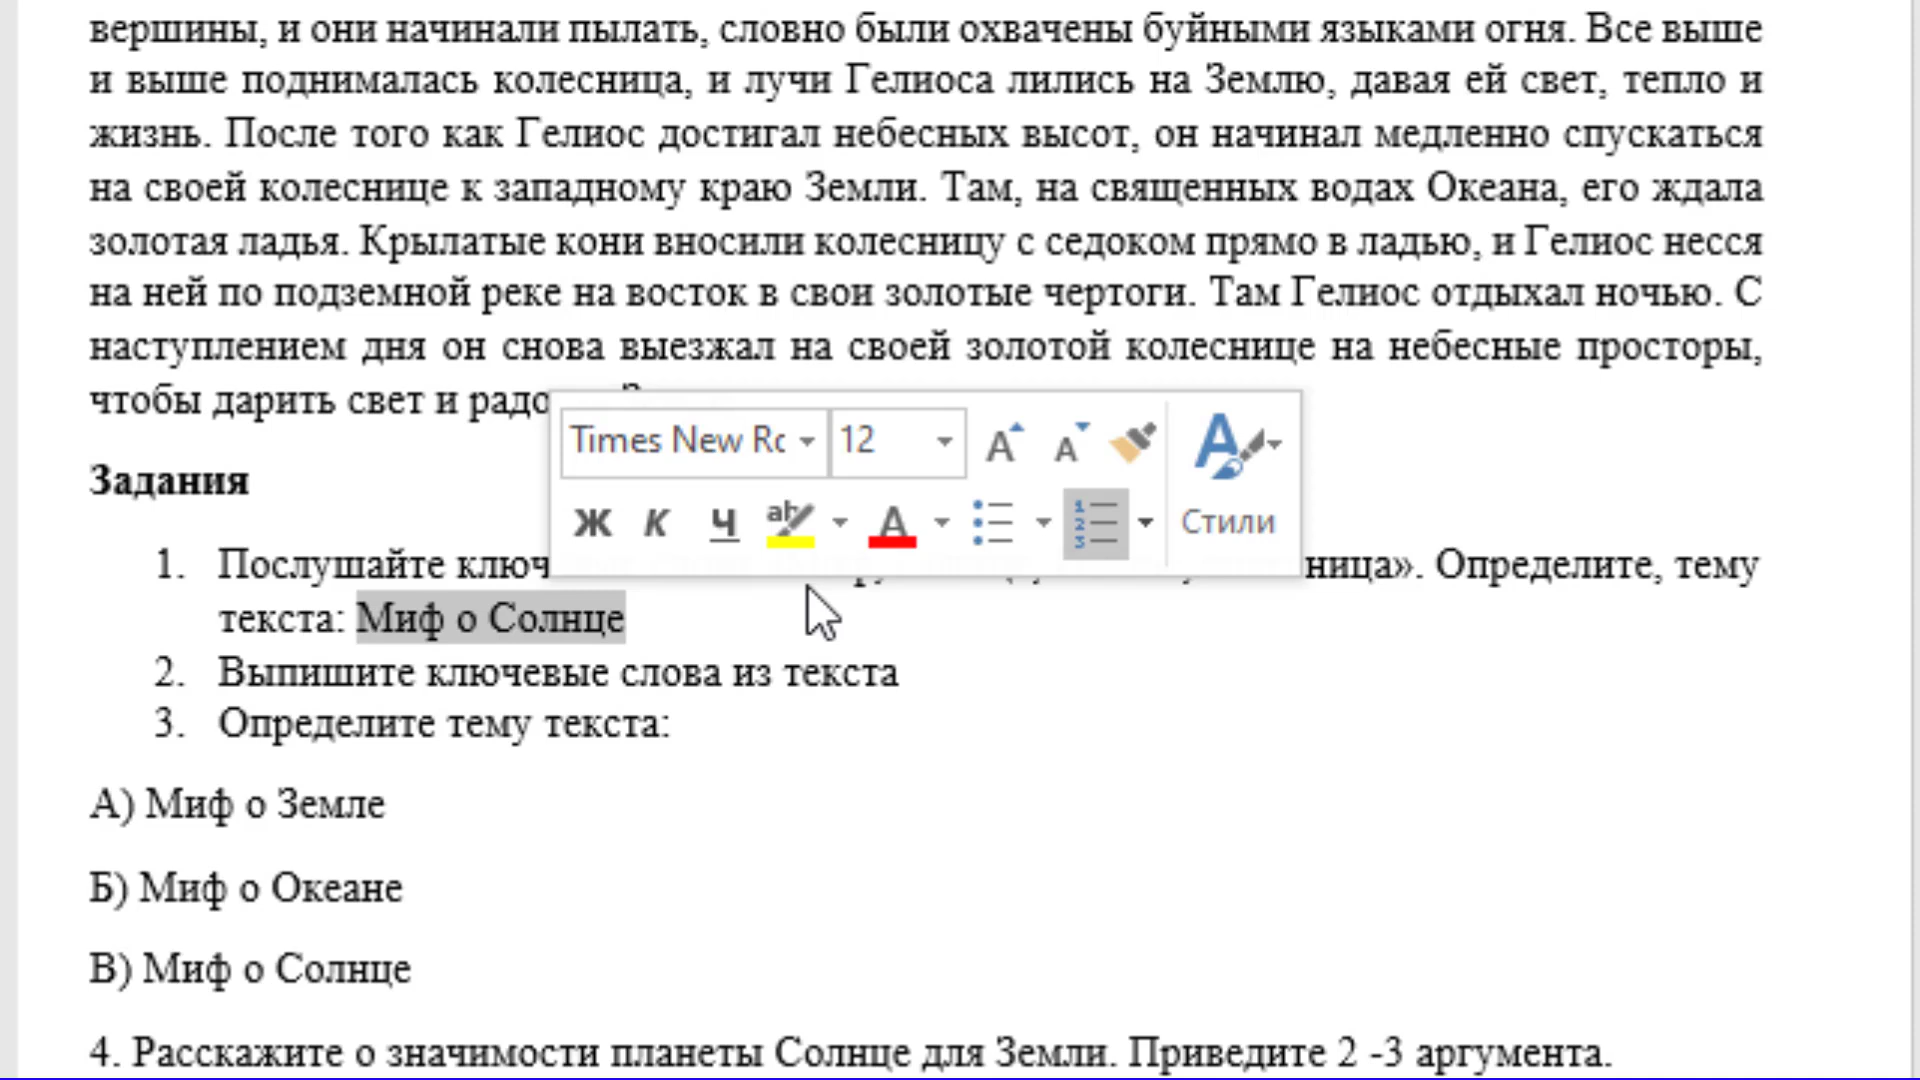 вершины, и они начинали пылать, словно были охвачены буйными языками огня. Все выше
и выше поднималась колесница, и лучи Гелиоса лились на Землю, давая ей свет, тепло и
жизнь. После того как Гелиос достигал небесных высот, он начинал медленно спускаться
на своей колеснице к западному краю Земли. Там, на священных водах Океана, его ждала
золотая ладья. Крылатые кони вносили колесницу с седоком прямо в ладью, и Гелиос несся
на ней по подземной реке на восток в свои золотые чертоги. Там Гелиос отдыхал ночью. С
наступлением дня он снова выезжал на своей золотой колеснице на небесные просторы,
чтобы дарить свет и радо
Times New Rc 12
Задания
Ж К Ч ab A Стили
1. Послушайте ключ ница». Определите, тему
текста: Миф о Солнце
2. Выпишите ключевые слова из текста
3. Определите тему текста:
А) Миф о Земле
Б) Миф о Океане
В) Миф о Солнце
4. Расскажите о значимости планеты Солнце для Земли. Приведите 2 -3 аргумента.